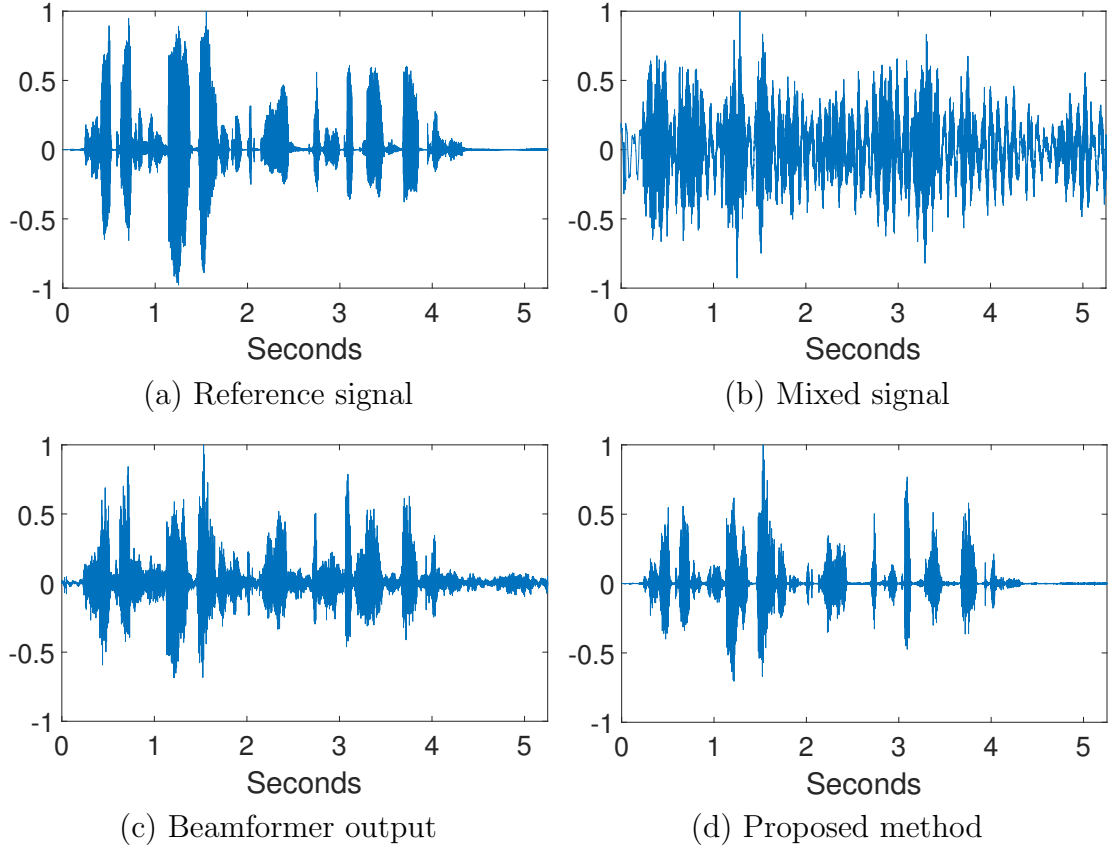 1
0.5
0
-0.5
-1
0 1 2 3 4 5
Seconds
(a) Reference signal
1
0.5
0
-0.5
-1
0 1 2 3 4 5
Seconds
(b) Mixed signal
1
0.5
0
-0.5
-1
0 1 2 3 4 5
Seconds
(c) Beamformer output
1
0.5
0
-0.5
-1
0 1 2 3 4 5
Seconds
(d) Proposed method